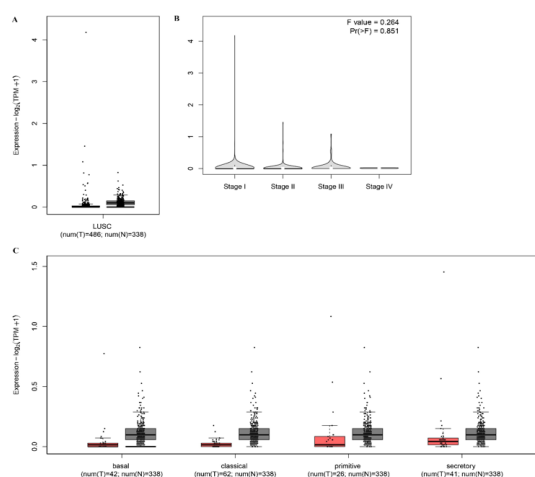 A
Expression − log₂(TPM +1)
4
3
2
1
0
LUSC
(num(T)=486; num(N)=338)
B
F value = 0.264
Pr(>F) = 0.851
4
3
2
1
0
Stage I
Stage II
Stage III
Stage IV
C
Expression − log₂(TPM +1)
1.5
1.0
0.5
0.0
basal
(num(T)=42; num(N)=338)
classical
(num(T)=62; num(N)=338)
primitive
(num(T)=26; num(N)=338)
secretory
(num(T)=41; num(N)=338)